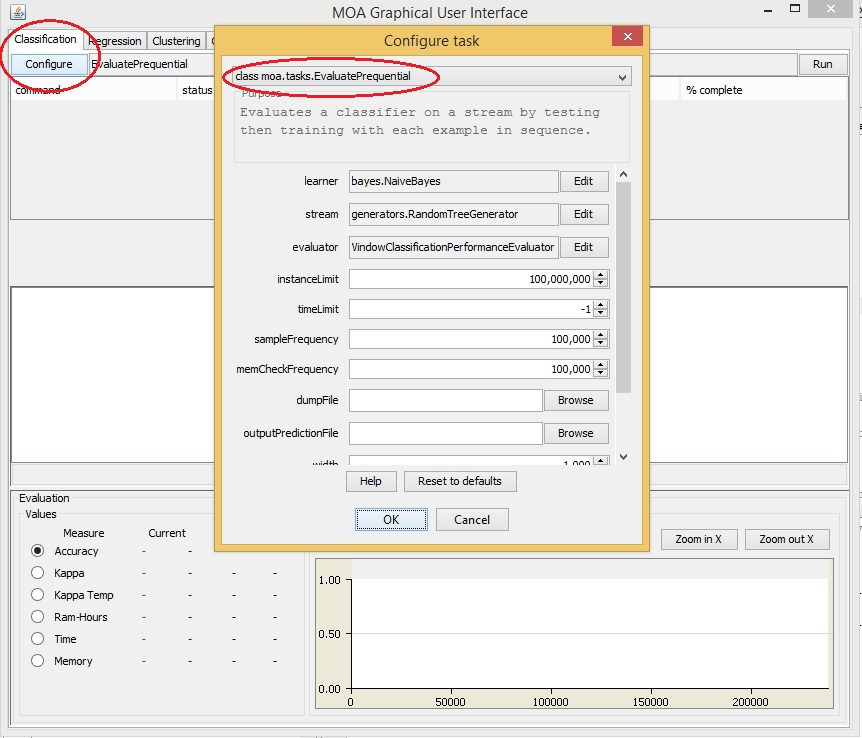 MOA Graphical User Interface
Classification Regression Clustering
Configure EvaluatePrequential Run
command status % complete
Configure task
class moa.tasks.EvaluatePrequential
Purpose
Evaluates a classifier on a stream by testing
then training with each example in sequence.
learner bayes.NaiveBayes Edit
stream generators.RandomTreeGenerator Edit
evaluator WindowClassificationPerformanceEvaluator Edit
instanceLimit 100,000,000
timeLimit -1
sampleFrequency 100,000
memCheckFrequency 100,000
dumpFile Browse
outputPredictionFile Browse
width 1,000
Help Reset to defaults
OK Cancel
Evaluation
Values
Measure Current
Accuracy - -
Kappa - - - -
Kappa Temp - - - -
Ram-Hours - - - -
Time - - - -
Memory - - - -
Zoom in X Zoom out X
1.00
0.50
0.00
0 50000 100000 150000 200000